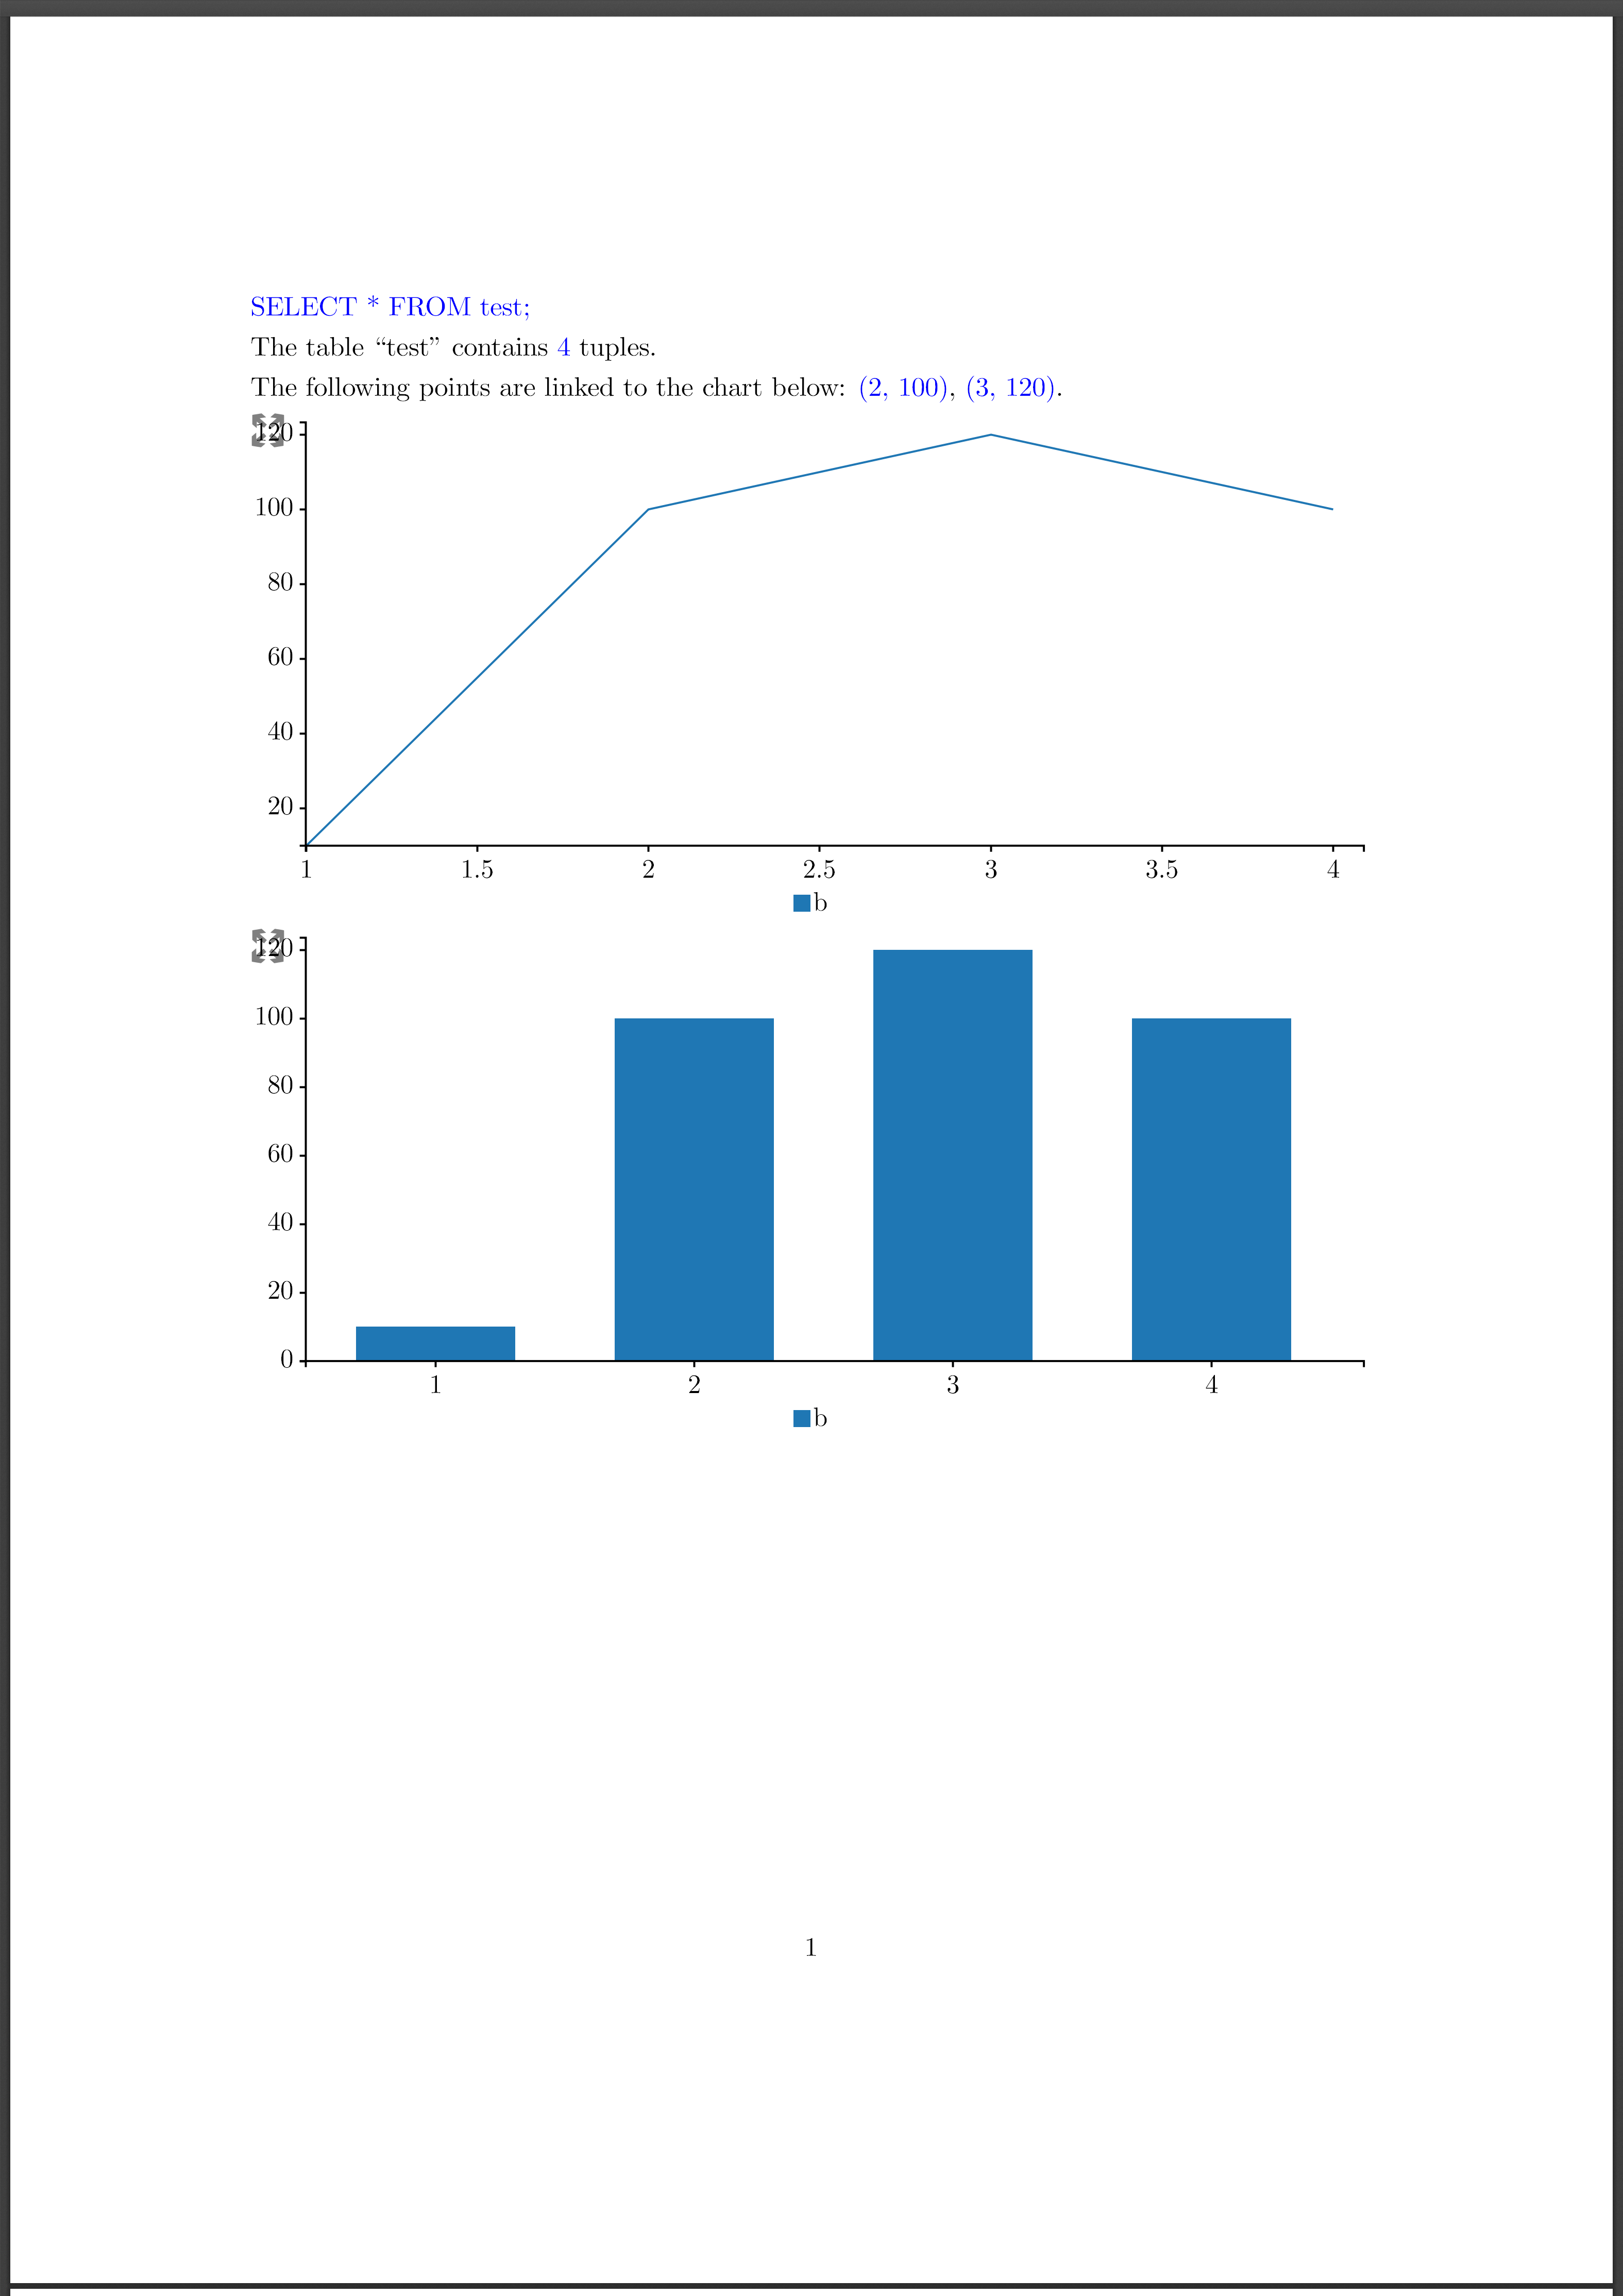 SELECT * FROM test;
The table “test” contains 4 tuples.
The following points are linked to the chart below: (2, 100), (3, 120).
120
100
80
60
40
20
1 1.5 2 2.5 3 3.5 4
b
120
100
80
60
40
20
0
1 2 3 4
b
1